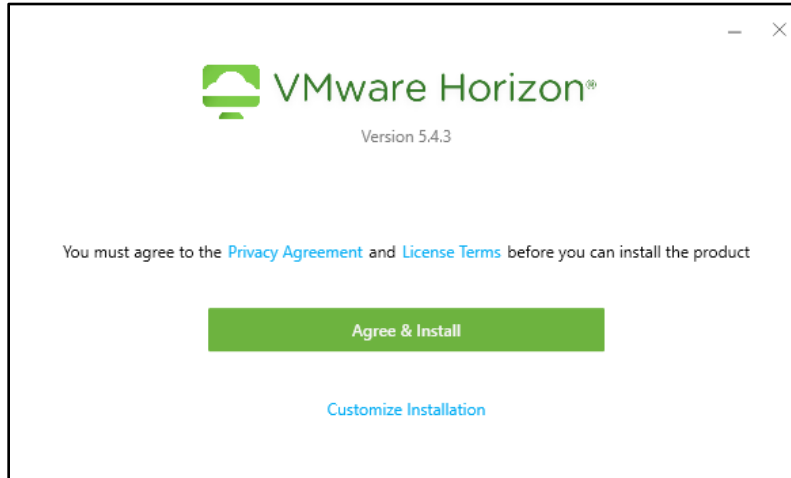 VMware Horizon®
Version 5.4.3
You must agree to the Privacy Agreement and License Terms before you can install the product
Agree & Install
Customize Installation